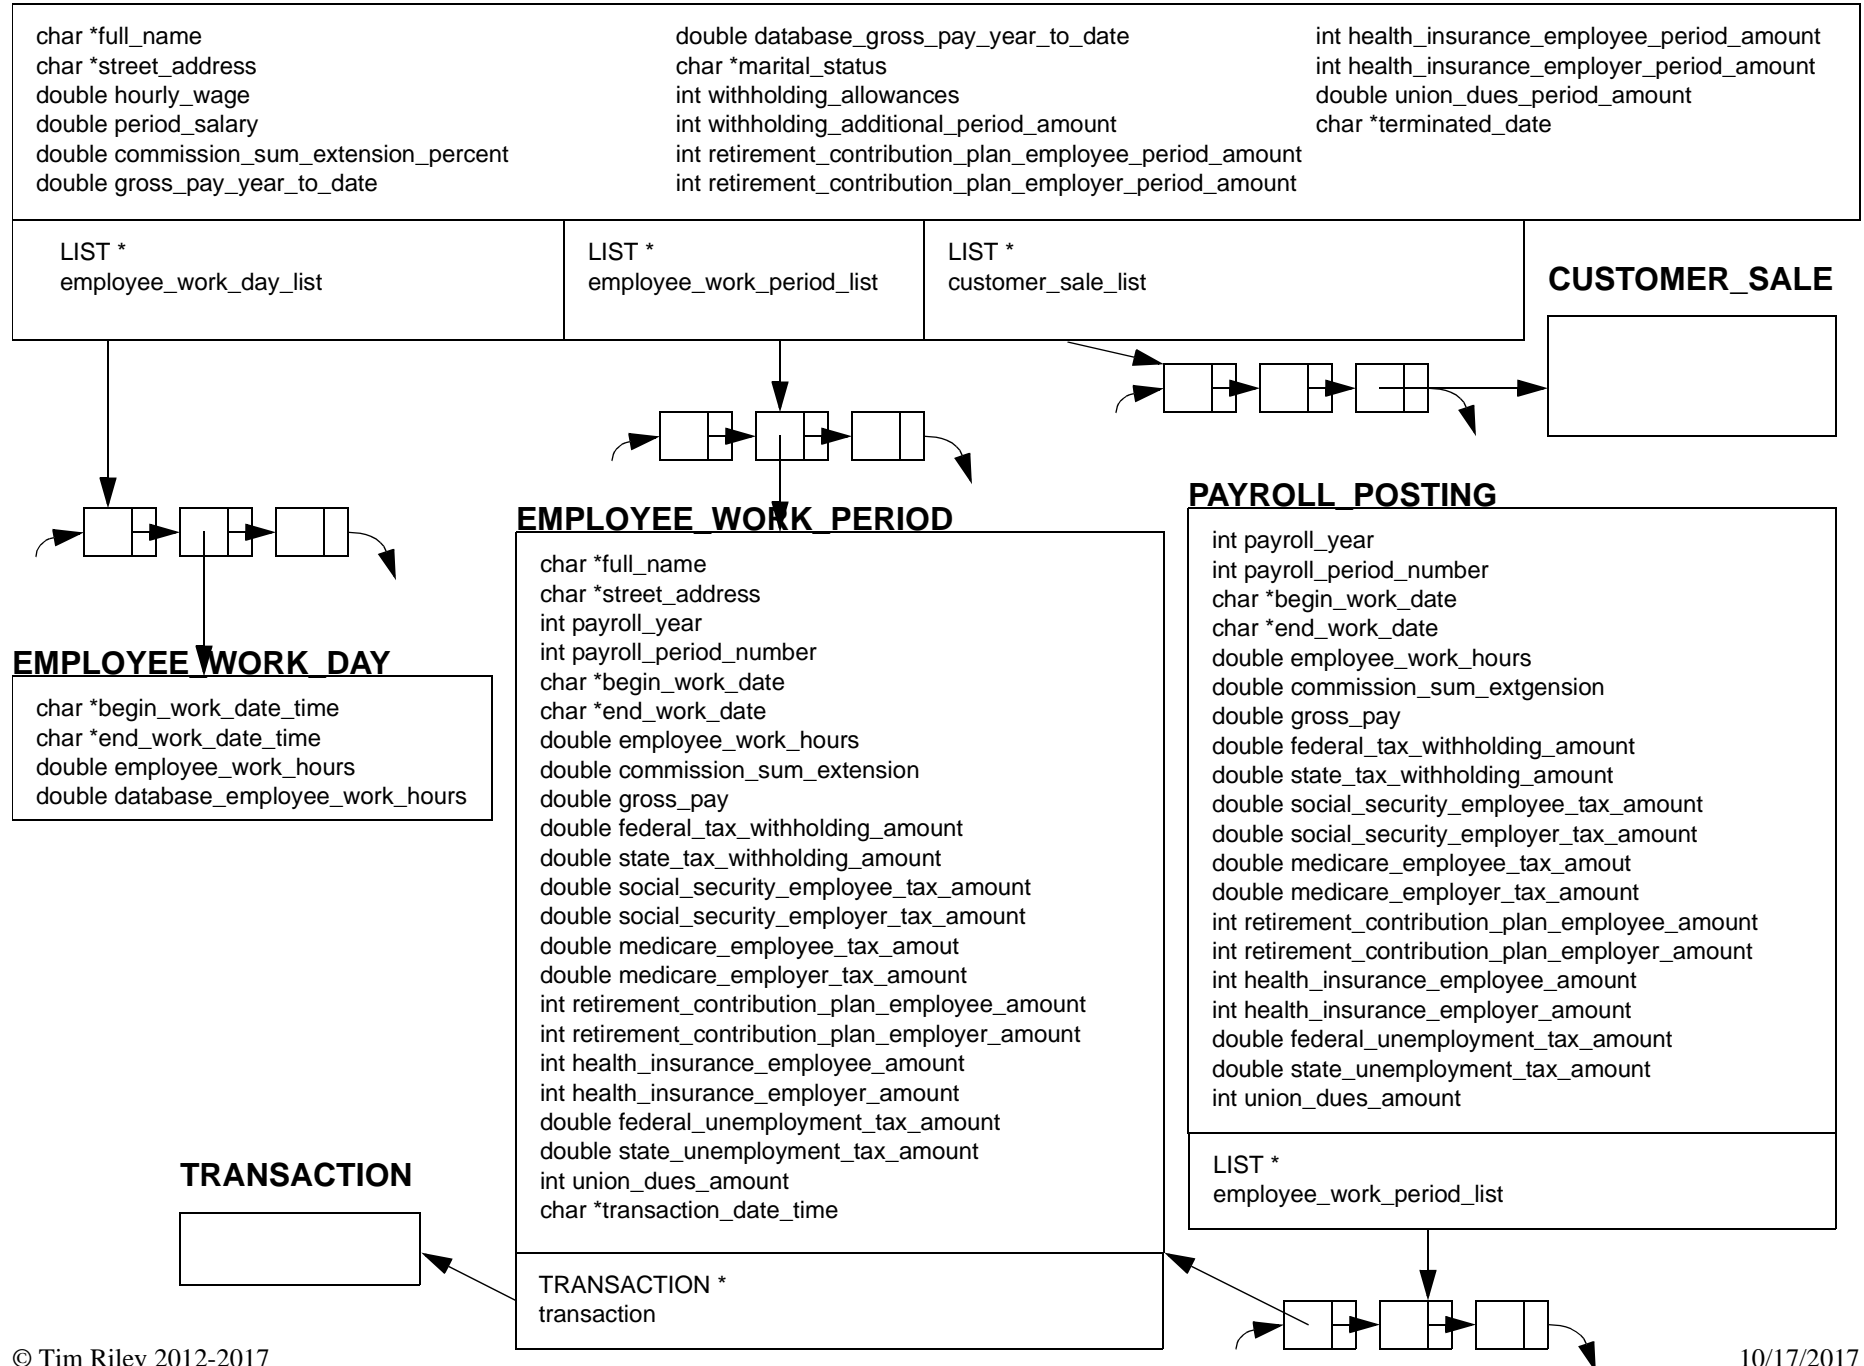 char *full_name
char *street_address
double hourly_wage
double period_salary
double commission_sum_extension_percent
double gross_pay_year_to_date
double database_gross_pay_year_to_date
char *marital_status
int withholding_allowances
int withholding_additional_period_amount
int retirement_contribution_plan_employee_period_amount
int retirement_contribution_plan_employer_period_amount
int health_insurance_employee_period_amount
int health_insurance_employer_period_amount
double union_dues_period_amount
char *terminated_date
LIST *
employee_work_day_list
LIST *
employee_work_period_list
LIST *
customer_sale_list
CUSTOMER_SALE
EMPLOYEE_WORK_DAY
char *begin_work_date_time
char *end_work_date_time
double employee_work_hours
double database_employee_work_hours
EMPLOYEE_WORK_PERIOD
char *full_name
char *street_address
int payroll_year
int payroll_period_number
char *begin_work_date
char *end_work_date
double employee_work_hours
double commission_sum_extension
double gross_pay
double federal_tax_withholding_amount
double state_tax_withholding_amount
double social_security_employee_tax_amount
double social_security_employer_tax_amount
double medicare_employee_tax_amout
double medicare_employer_tax_amount
int retirement_contribution_plan_employee_amount
int retirement_contribution_plan_employer_amount
int health_insurance_employee_amount
int health_insurance_employer_amount
double federal_unemployment_tax_amount
double state_unemployment_tax_amount
int union_dues_amount
char *transaction_date_time
TRANSACTION *
transaction
PAYROLL_POSTING
int payroll_year
int payroll_period_number
char *begin_work_date
char *end_work_date
double employee_work_hours
double commission_sum_extgension
double gross_pay
double federal_tax_withholding_amount
double state_tax_withholding_amount
double social_security_employee_tax_amount
double social_security_employer_tax_amount
double medicare_employee_tax_amout
double medicare_employer_tax_amount
int retirement_contribution_plan_employee_amount
int retirement_contribution_plan_employer_amount
int health_insurance_employee_amount
int health_insurance_employer_amount
double federal_unemployment_tax_amount
double state_unemployment_tax_amount
int union_dues_amount
LIST *
employee_work_period_list
TRANSACTION
© Tim Riley 2012-2017
10/17/2017